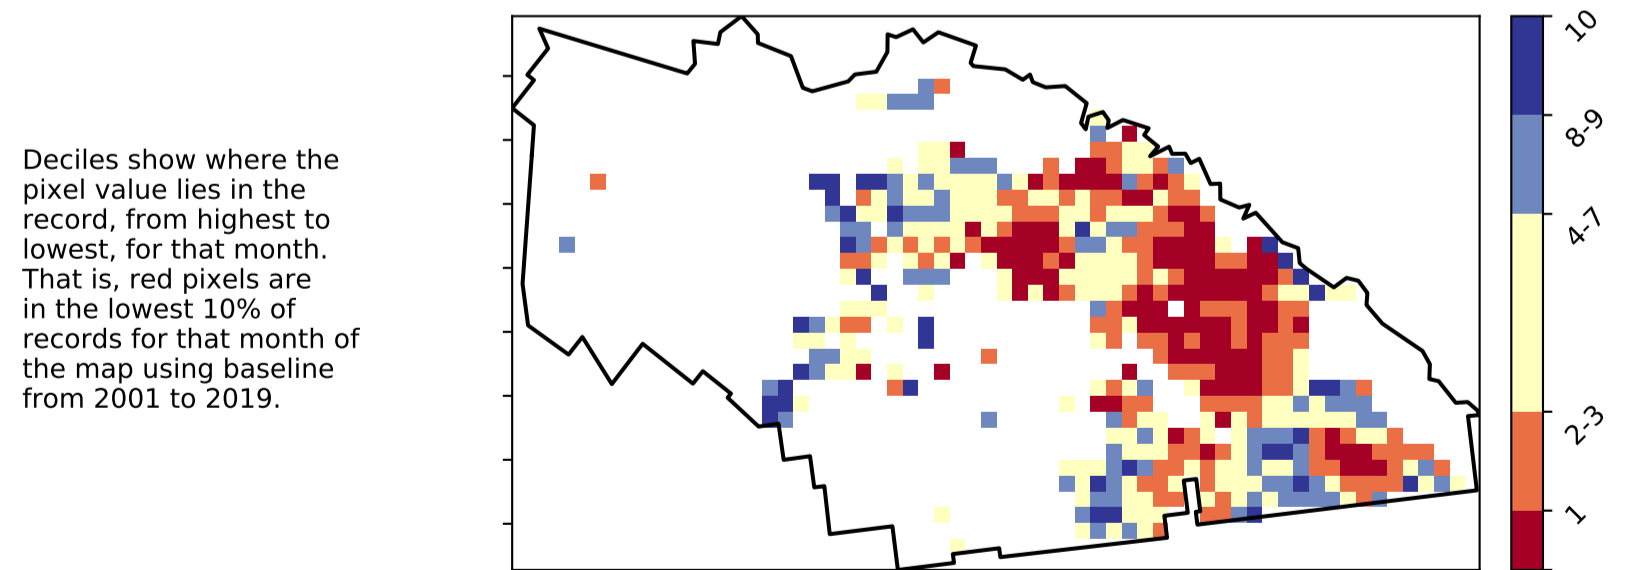 Deciles show where the
pixel value lies in the
record, from highest to
lowest, for that month.
That is, red pixels are
in the lowest 10% of
records for that month of
the map using baseline
from 2001 to 2019.
10
8-9
4-7
2-3
1